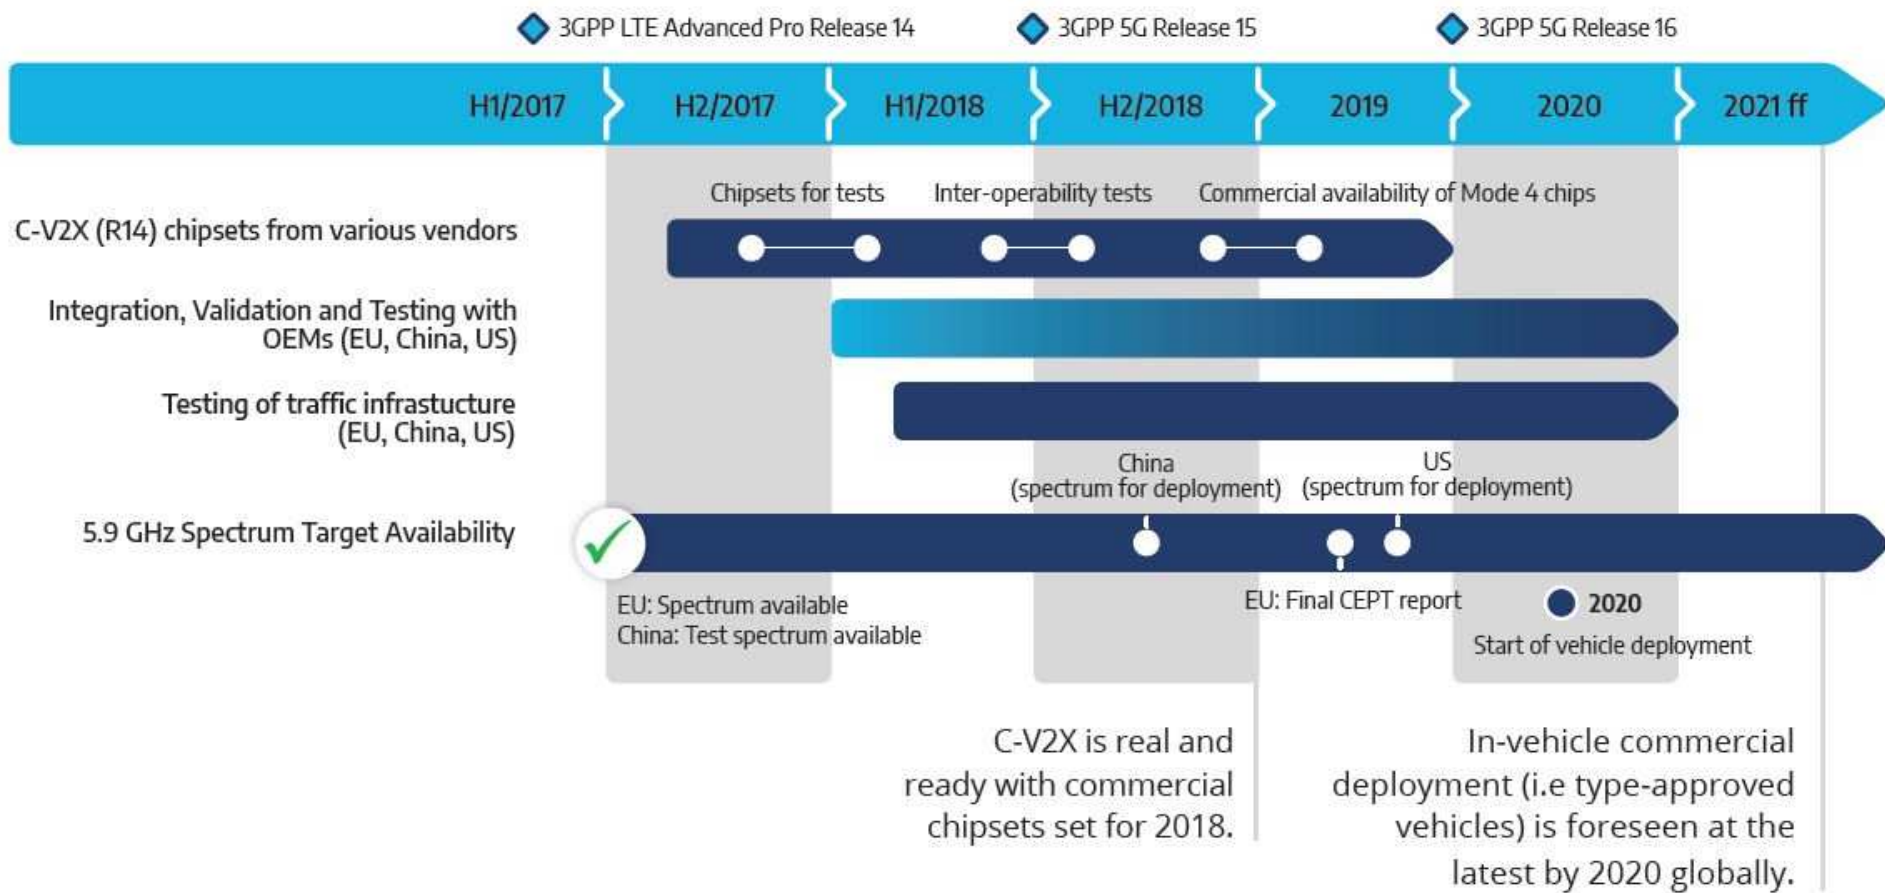 3GPP LTE Advanced Pro Release 14
3GPP 5G Release 15
3GPP 5G Release 16
H1/2017
H2/2017
H1/2018
H2/2018
2019
2020
2021 ff
Chipsets for tests
Inter-operability tests
Commercial availability of Mode 4 chips
C-V2X (R14) chipsets from various vendors
Integration, Validation and Testing with
OEMs (EU, China, US)
Testing of traffic infrastucture
(EU, China, US)
China
(spectrum for deployment)
US
(spectrum for deployment)
5.9 GHz Spectrum Target Availability
EU: Spectrum available
China: Test spectrum available
EU: Final CEPT report
2020
Start of vehicle deployment
C-V2X is real and
ready with commercial
chipsets set for 2018.
In-vehicle commercial
deployment (i.e type-approved
vehicles) is foreseen at the
latest by 2020 globally.